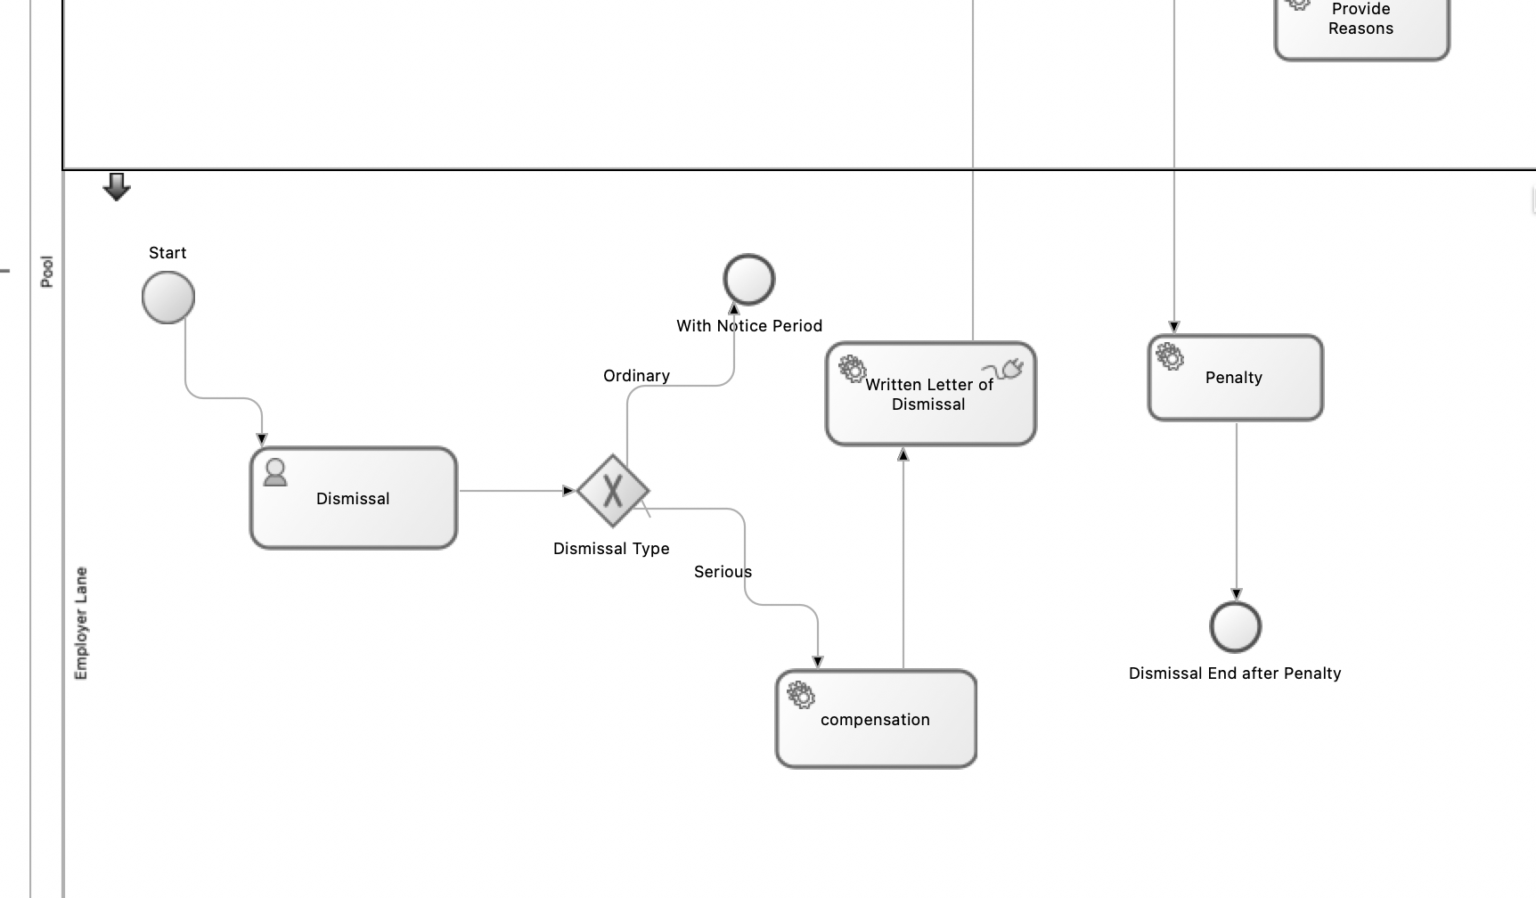 Provide
Reasons
Pool
Start
With Notice Period
Ordinary
Written Letter of
Dismissal
Penalty
Dismissal
X
Dismissal Type
Serious
Employer Lane
Dismissal End after Penalty
compensation